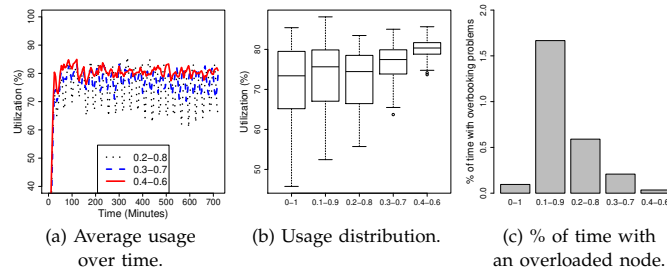 Utilization (%)
100
90
80
70
60
50
40
0.2−0.8
0.3−0.7
0.4−0.6
0 100 200 300 400 500 600 700
Time (Minutes)
(a) Average usage
over time.
Utilization (%)
80
70
60
50
0−1 0.1−0.9 0.2−0.8 0.3−0.7 0.4−0.6
(b) Usage distribution.
% of time with overbooking problems
2.0
1.5
1.0
0.5
0.0
0−1 0.1−0.9 0.2−0.8 0.3−0.7 0.4−0.6
(c) % of time with
an overloaded node.